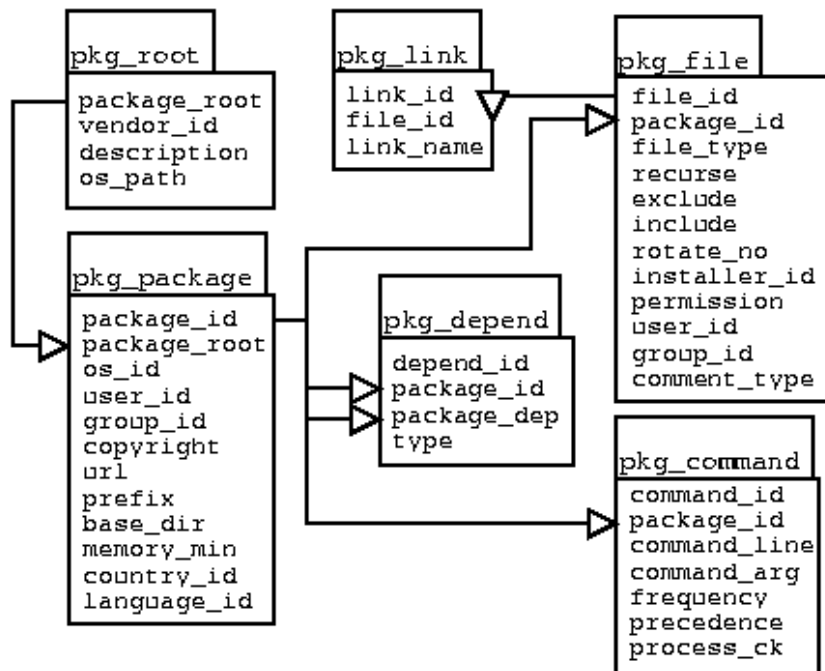 pkg_root
package_root
vendor_id
description
os_path
pkg_link
link_id
file_id
link_name
pkg_file
file_id
package_id
file_type
recurse
exclude
include
rotate_no
installer_id
permission
user_id
group_id
comment_type
pkg_package
package_id
package_root
os_id
user_id
group_id
copyright
url
prefix
base_dir
memory_min
country_id
language_id
pkg_depend
depend_id
package_id
package_dep
type
pkg_command
command_id
package_id
command_line
command_arg
frequency
precedence
process_ck